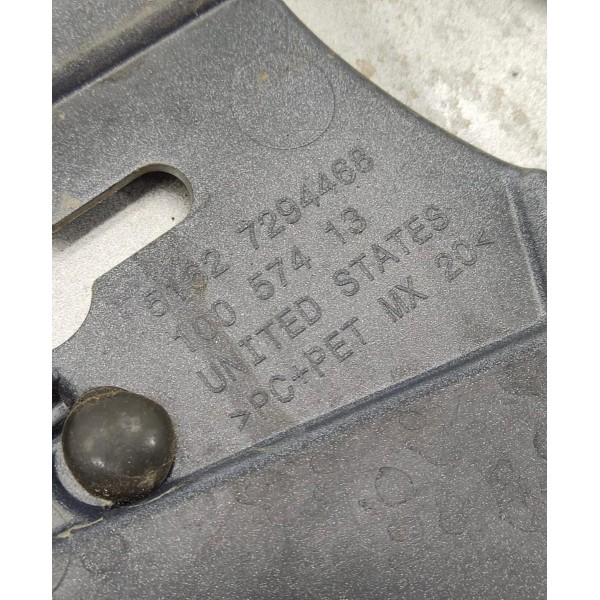 5162 7294468
100 574 13
UNITED STATES
>PC+PET MX 20<